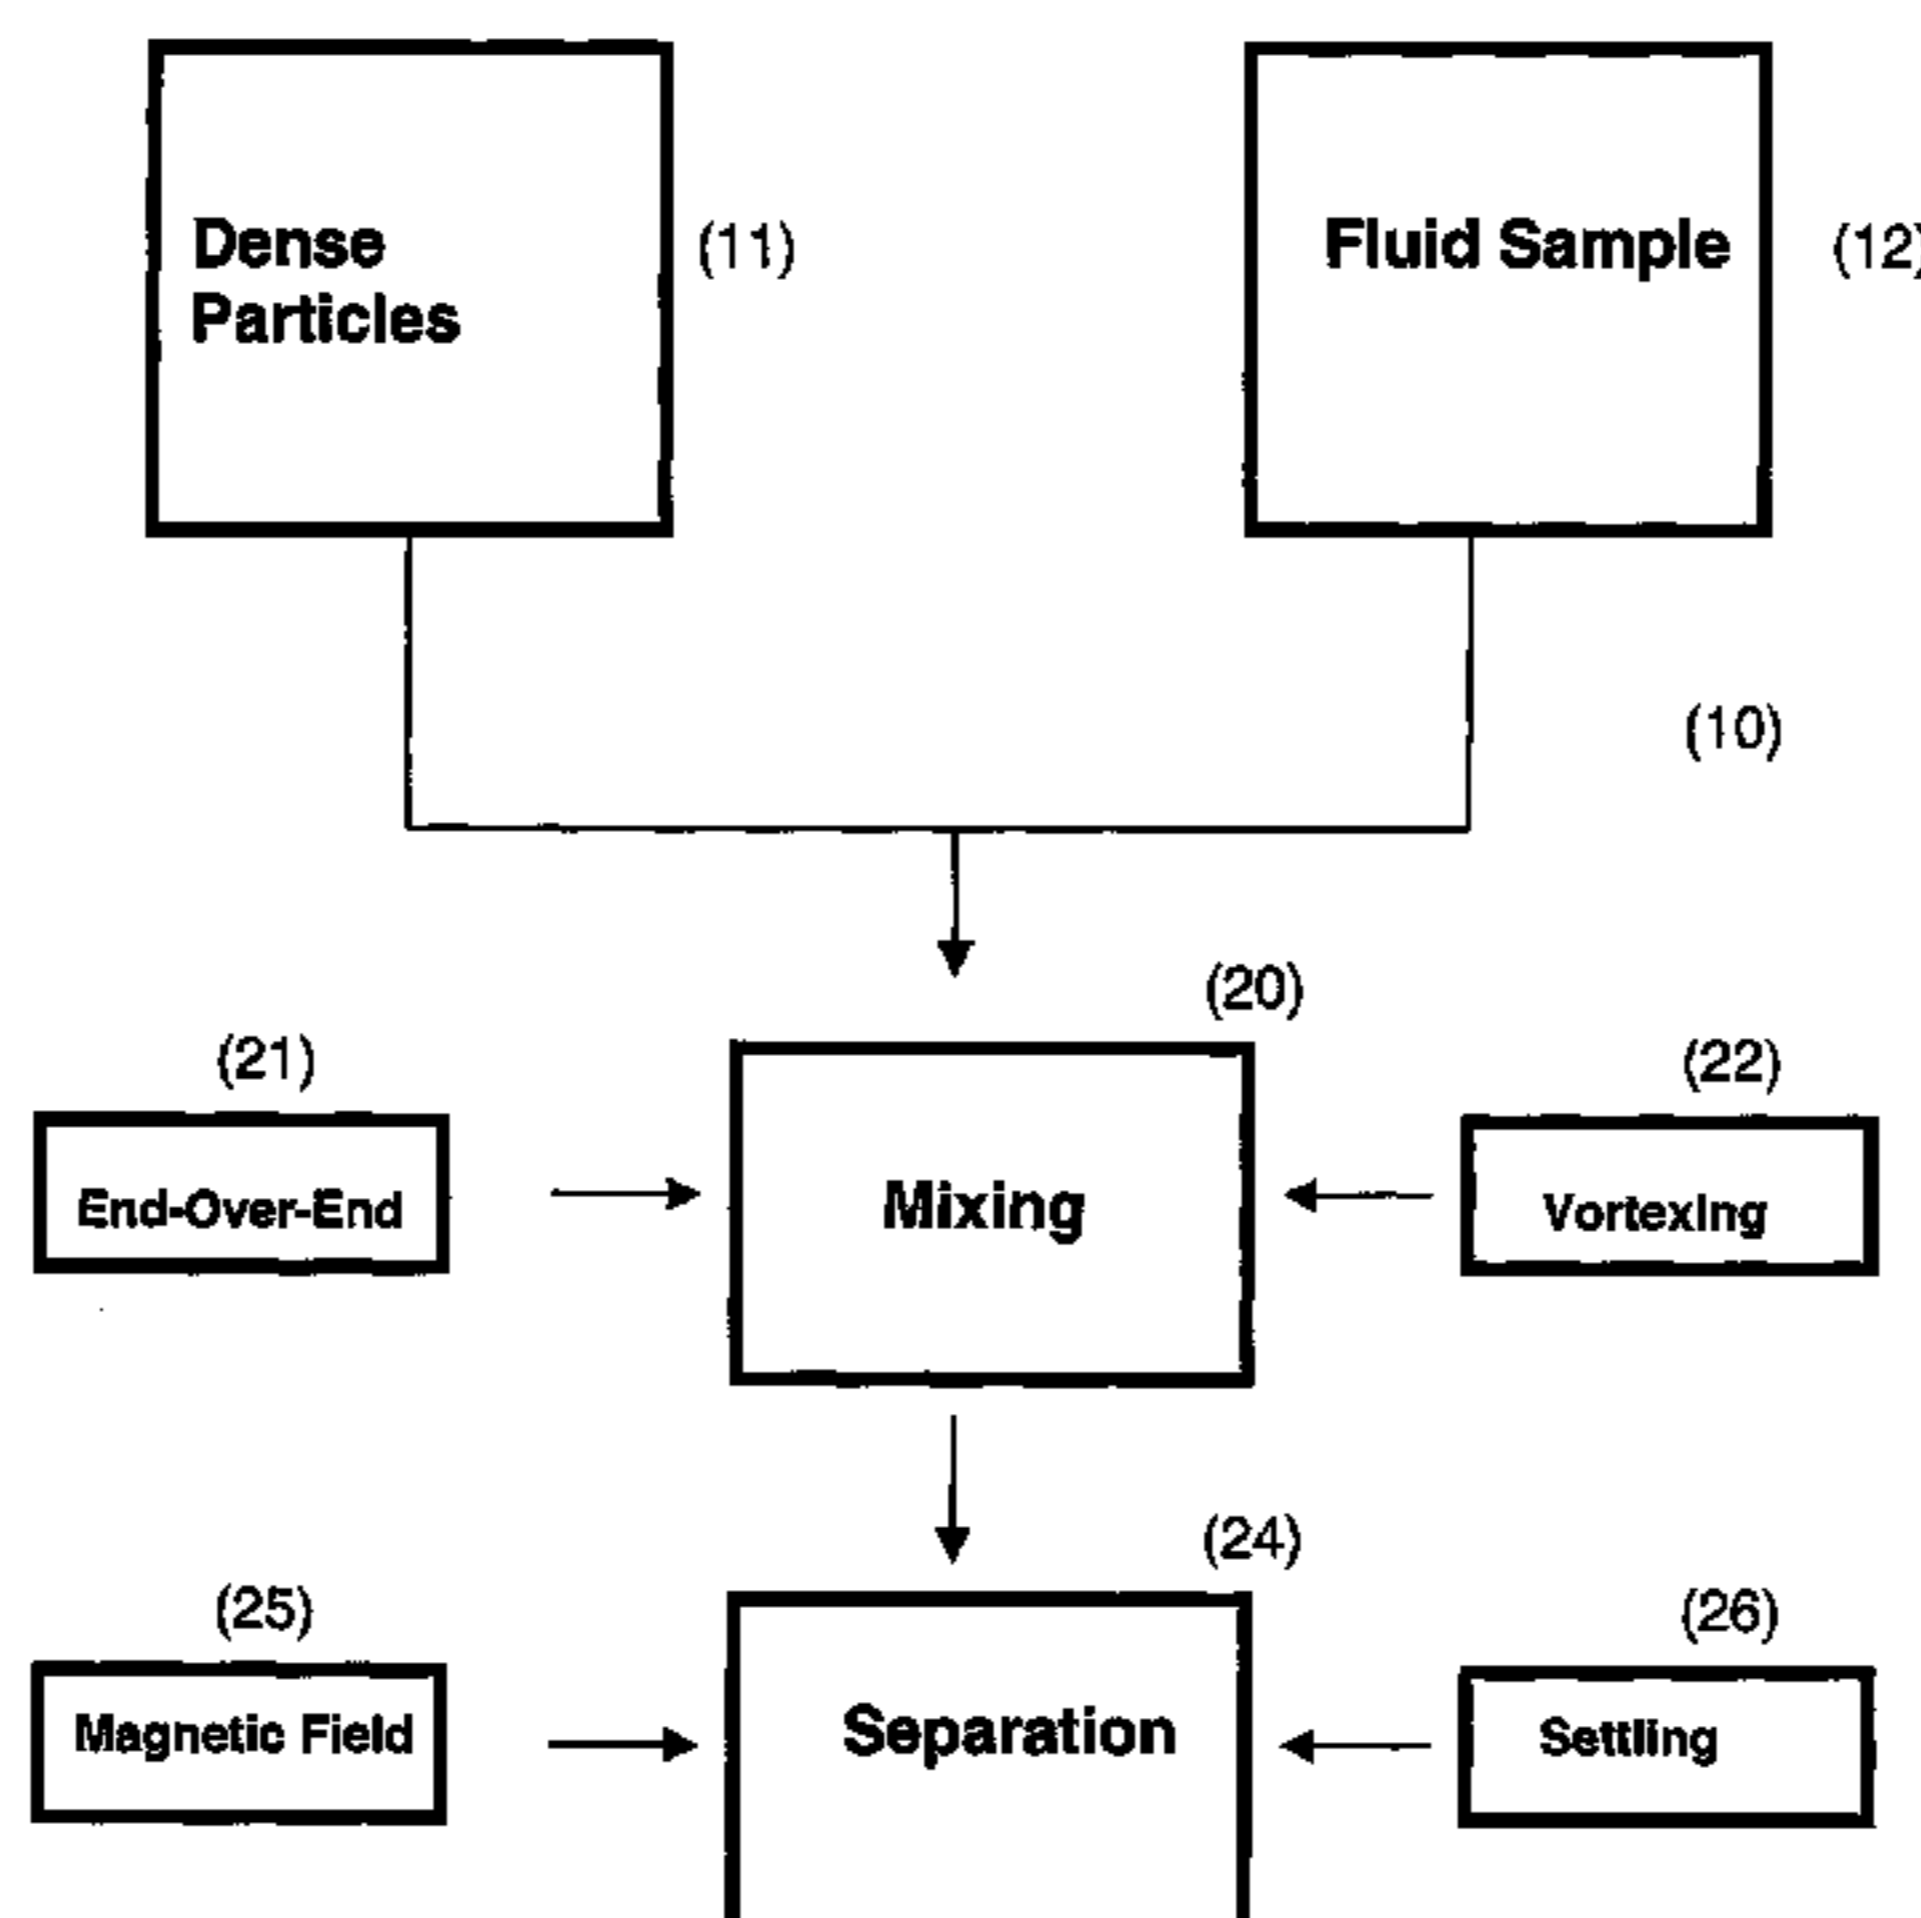 Dense
Particles
(11)
Fluid Sample
(12)
(10)
(20)
(21)
(22)
End-Over-End
Mixing
Vortexing
(24)
(25)
(26)
Magnetic Field
Separation
Settling